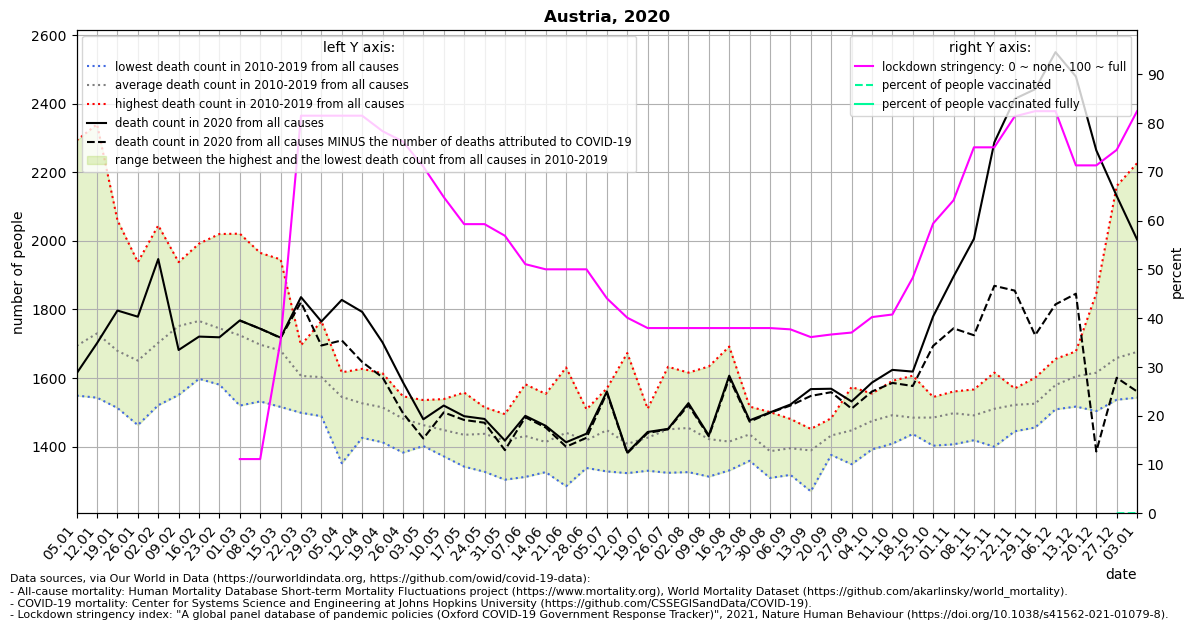 Austria, 2020
left Y axis:
lowest death count in 2010-2019 from all causes
average death count in 2010-2019 from all causes
highest death count in 2010-2019 from all causes
death count in 2020 from all causes
death count in 2020 from all causes MINUS the number of deaths attributed to COVID-19
range between the highest and the lowest death count from all causes in 2010-2019
right Y axis:
lockdown stringency: 0 ~ none, 100 ~ full
percent of people vaccinated
percent of people vaccinated fully
number of people
2600
2400
2200
2000
1800
1600
1400
percent
90
80
70
60
50
40
30
20
10
0
05.01 12.01 19.01 26.01 02.02 09.02 16.02 23.02 01.03 08.03 15.03 22.03 29.03 05.04 12.04 19.04 26.04 03.05 10.05 17.05 24.05 31.05 07.06 14.06 21.06 28.06 05.07 12.07 19.07 26.07 02.08 09.08 16.08 23.08 30.08 06.09 13.09 20.09 27.09 04.10 11.10 18.10 25.10 01.11 08.11 15.11 22.11 29.11 06.12 13.12 20.12 27.12 03.01
date
Data sources, via Our World in Data (https://ourworldindata.org, https://github.com/owid/covid-19-data):
- All-cause mortality: Human Mortality Database Short-term Mortality Fluctuations project (https://www.mortality.org), World Mortality Dataset (https://github.com/akarlinsky/world_mortality).
- COVID-19 mortality: Center for Systems Science and Engineering at Johns Hopkins University (https://github.com/CSSEGISandData/COVID-19).
- Lockdown stringency index: "A global panel database of pandemic policies (Oxford COVID-19 Government Response Tracker)", 2021, Nature Human Behaviour (https://doi.org/10.1038/s41562-021-01079-8).